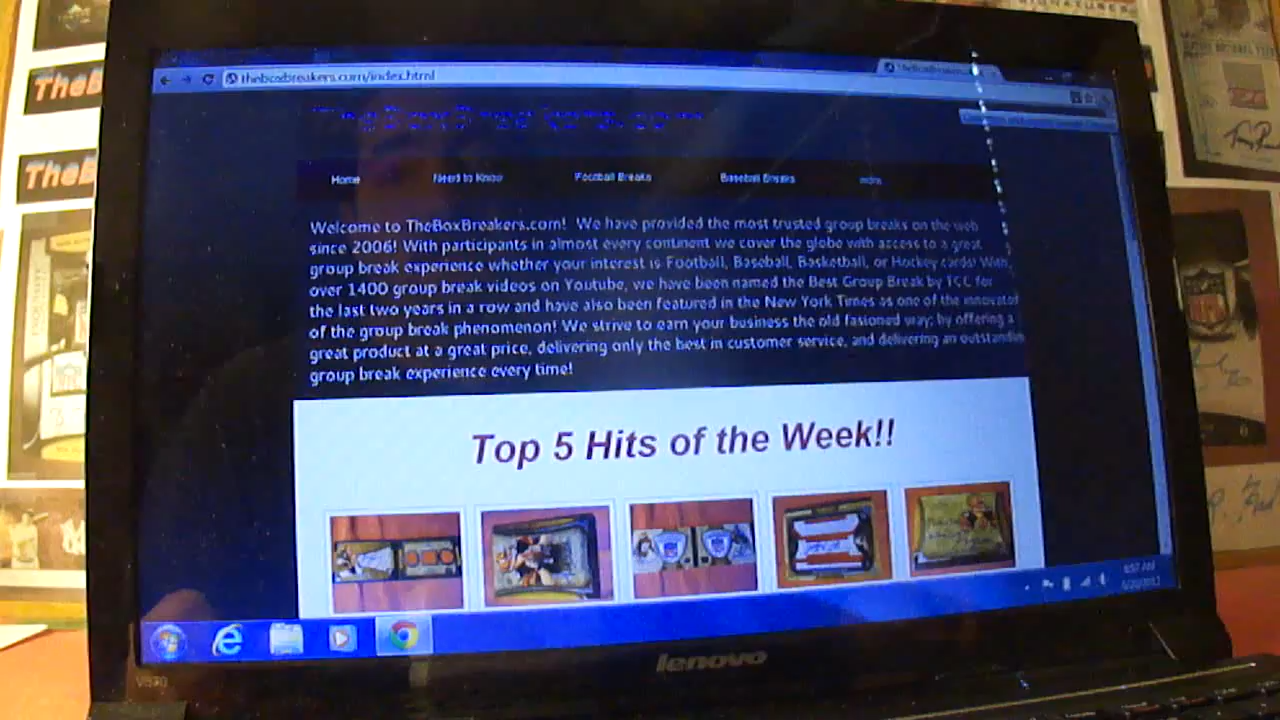 SIGNATURES
TheB
TheB
theboxbreakers.com/index.html
TheBoxBreakers.com
Home Need to Know Football Breaks Baseball Breaks
Welcome to TheBoxBreakers.com! We have provided the most trusted group breaks on the web
since 2006! With participants in almost every continent we cover the globe with access to a great
group break experience whether your interest is Football, Baseball, Basketball, or Hockey cards! With
over 1400 group break videos on Youtube, we have been named the Best Group Break by TCC for
the last two years in a row and have also been featured in the New York Times as one of the innovators
of the group break phenomenon! We strive to earn your business the old fasioned way; by offering a
great product at a great price, delivering only the best in customer service, and delivering an outstanding
group break experience every time!
Top 5 Hits of the Week!!
lenovo
NFL